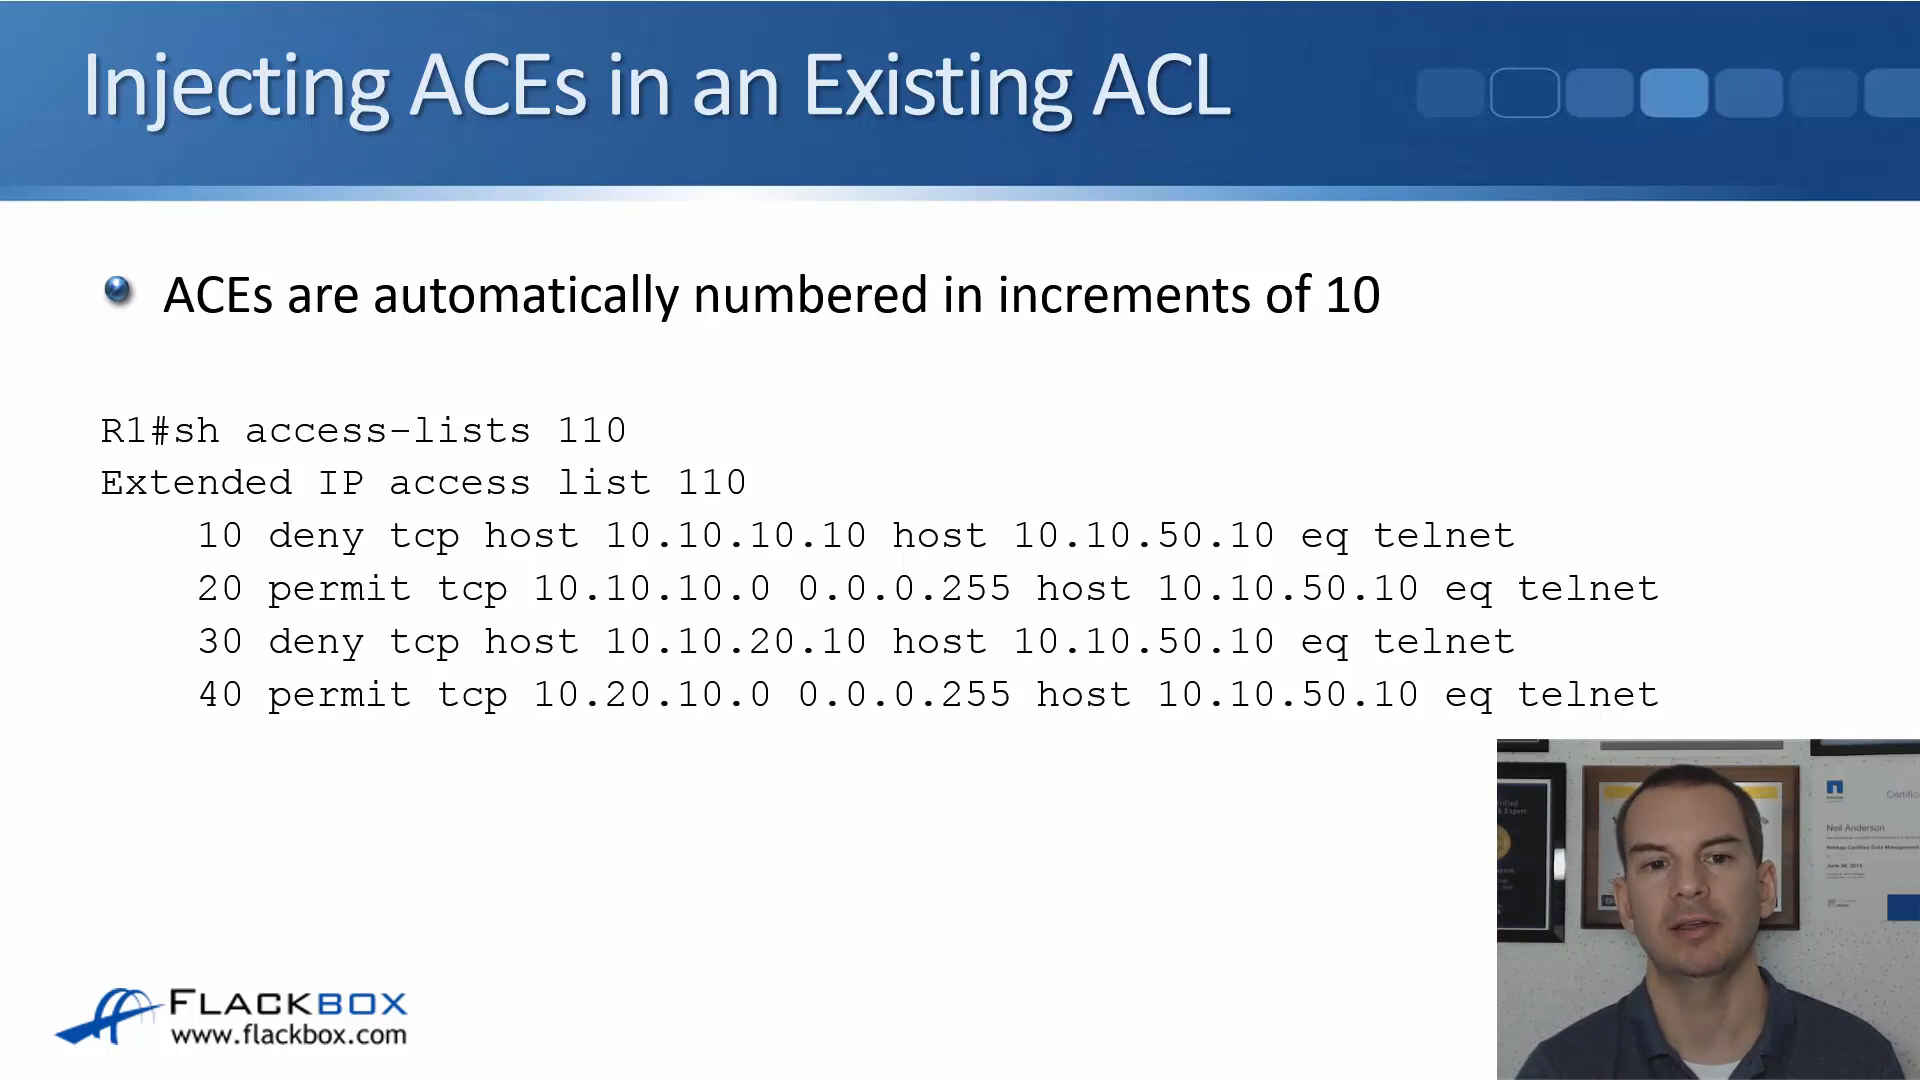 Injecting ACEs in an Existing ACL
ACEs are automatically numbered in increments of 10
R1#sh access-lists 110
Extended IP access list 110
10 deny tcp host 10.10.10.10 host 10.10.50.10 eq telnet
20 permit tcp 10.10.10.0 0.0.0.255 host 10.10.50.10 eq telnet
30 deny tcp host 10.10.20.10 host 10.10.50.10 eq telnet
40 permit tcp 10.20.10.0 0.0.0.255 host 10.10.50.10 eq telnet
Neil Anderson
FLACKBOX
www.flackbox.com